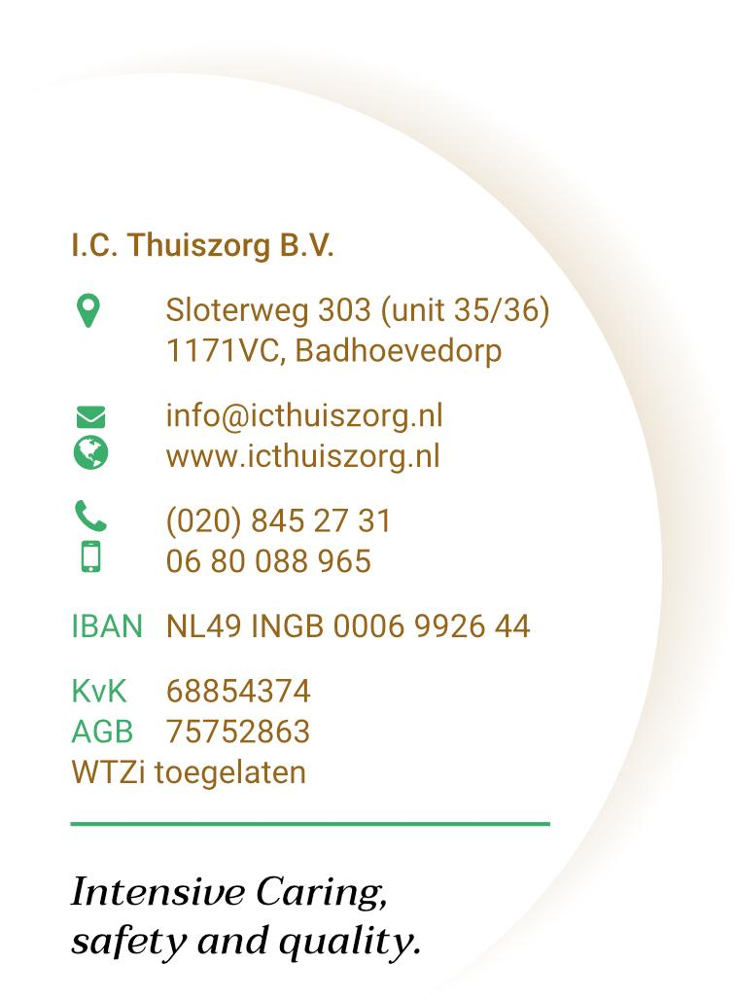 I.C. Thuiszorg B.V.
Sloterweg 303 (unit 35/36)
1171VC, Badhoevedorp
info@icthuiszorg.nl
www.icthuiszorg.nl
(020) 845 27 31
06 80 088 965
IBAN NL49 INGB 0006 9926 44
KvK 68854374
AGB 75752863
WTZi toegelaten
Intensive Caring,
safety and quality.